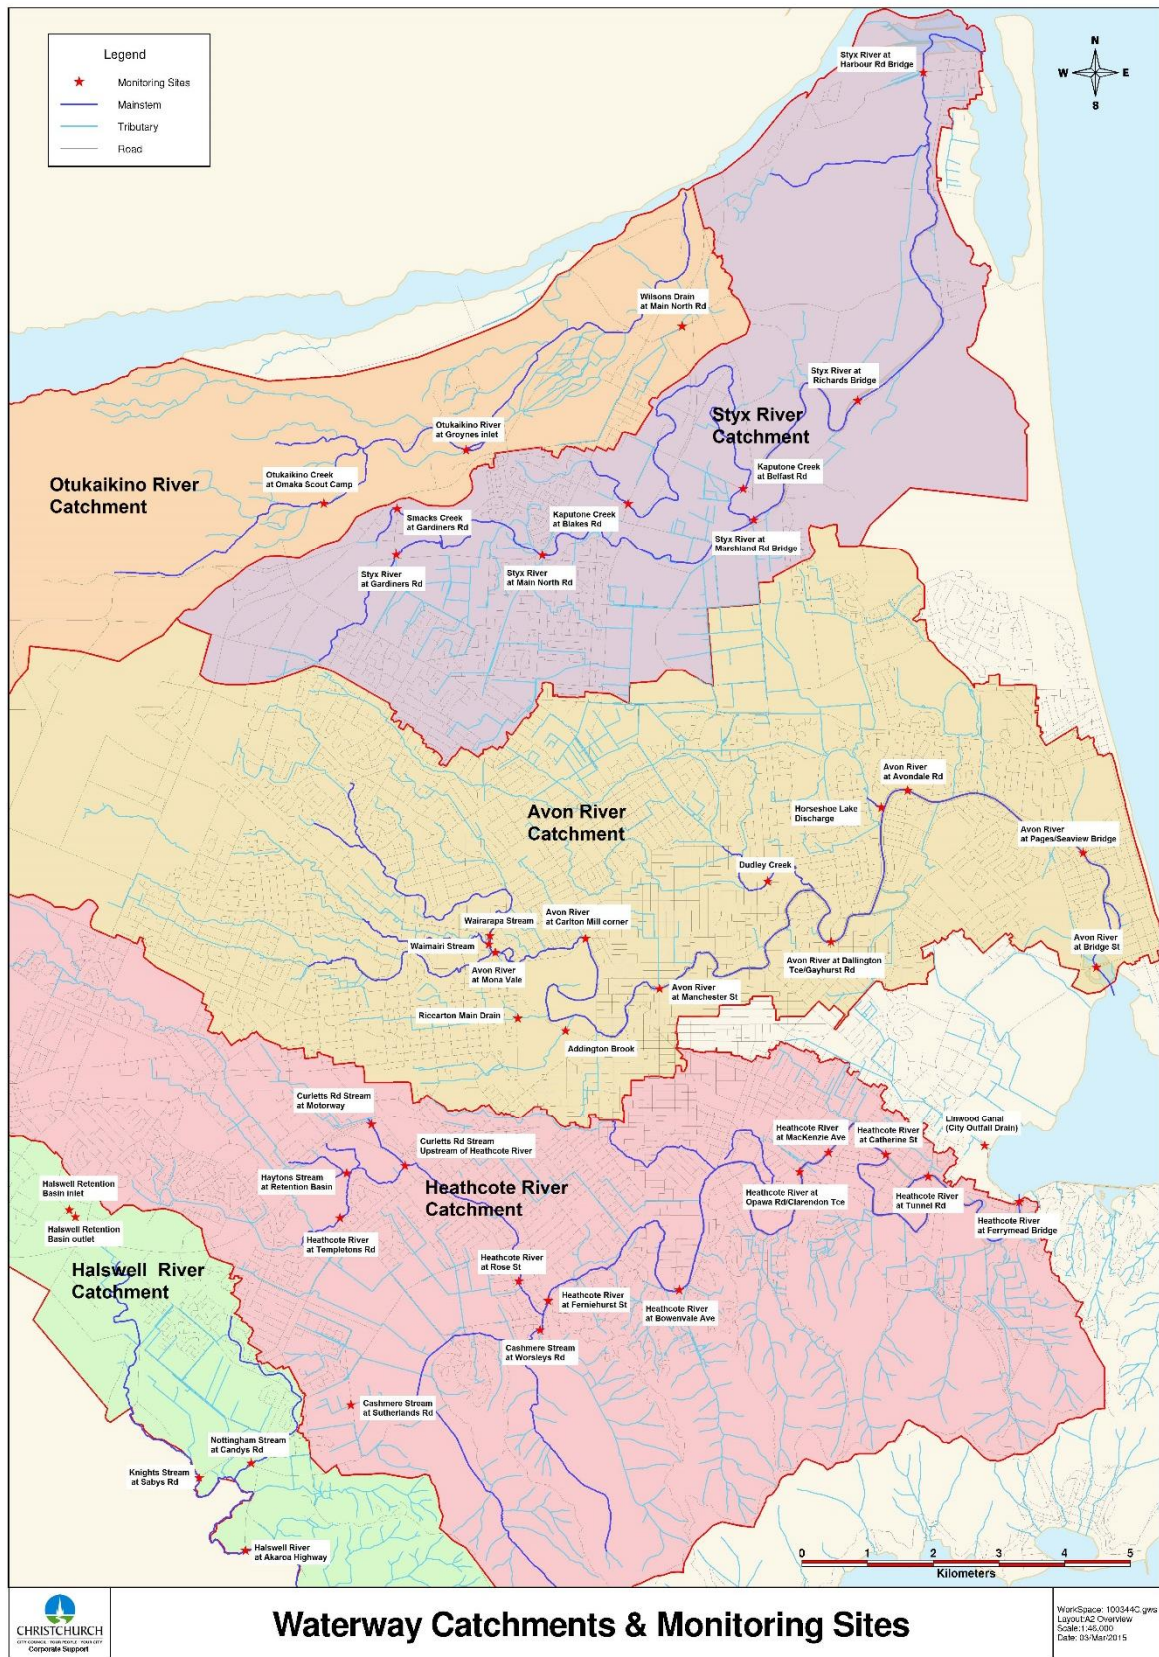 Legend
Monitoring Sites
Mainstem
Tributary
Road
N
W
E
S
Styx River at
Harbour Rd Bridge
Wilsons Drain
at Main North Rd
Styx River at
Richards Bridge
Styx River
Catchment
Otukaikino River
at Groynes inlet
Otukaikino Creek
at Omaka Scout Camp
Otukaikino River
Catchment
Kaputone Creek
at Belfast Rd
Smacks Creek
at Gardiners Rd
Kaputone Creek
at Blakes Rd
Styx River at
Marshland Rd Bridge
Styx River
at Gardiners Rd
Styx River
at Main North Rd
Avon River
at Avondale Rd
Horseshoe Lake
Discharge
Avon River
Catchment
Avon River
at Pages/Seaview Bridge
Dudley Creek
Wairarapa Stream
Avon River
at Carlton Mill corner
Waimairi Stream
Avon River
at Mona Vale
Avon River at Dallington
Tce/Gayhurst Rd
Avon River
at Bridge St
Avon River
at Manchester St
Riccarton Main Drain
Addington Brook
Curletts Rd Stream
at Motorway
Linwood Canal
(City Outfall Drain)
Heathcote River
at MacKenzie Ave
Heathcote River
at Catherine St
Curletts Rd Stream
Upstream of Heathcote River
Haytons Stream
at Retention Basin
Heathcote River
Catchment
Halswell Retention
Basin inlet
Halswell Retention
Basin outlet
Heathcote River at
Opawa Rd/Clarendon Tce
Heathcote River
at Tunnel Rd
Heathcote River
at Ferrymead Bridge
Heathcote River
at Templetons Rd
Halswell River
Catchment
Heathcote River
at Rose St
Heathcote River
at Ferniehurst St
Heathcote River
at Bowenvale Ave
Cashmere Stream
at Worsleys Rd
Cashmere Stream
at Sutherlands Rd
Nottingham Stream
at Candys Rd
Knights Stream
at Sabys Rd
Halswell River
at Akaroa Highway
0 1 2 3 4 5
Kilometers
CHRISTCHURCH
CITY COUNCIL · YOUR PEOPLE · YOUR CITY
Corporate Support
Waterway Catchments & Monitoring Sites
WorkSpace: 100344C.gws
Layout:A2 Overview
Scale:1:46,000
Date: 03/Mar/2015